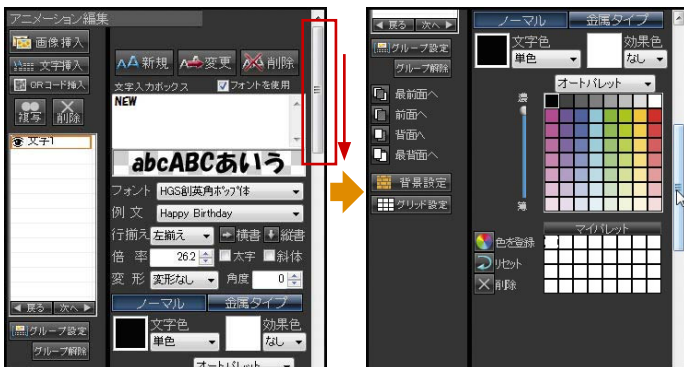 アニメーション編集
画像挿入
文字挿入
QRコード挿入
複写 削除
文字1
戻る 次へ
グループ設定
グループ解除
新規 変更 削除
文字入力ボックス フォントを使用
NEW
abcABCあいう
フォント HGS創英角ポップ体
例 文 Happy Birthday
行揃え 左揃え 横書 縦書
倍 率 262 太字 斜体
変 形 変形なし 角度 0
ノーマル 金属タイプ
文字色 効果色
単色 なし
オートパレット
戻る 次へ
グループ設定
グループ解除
最前面へ
前面へ
背面へ
最背面へ
背景設定
グリッド設定
ノーマル 金属タイプ
文字色 効果色
単色 なし
オートパレット
濃
薄
マイパレット
色を登録
リセット
削除